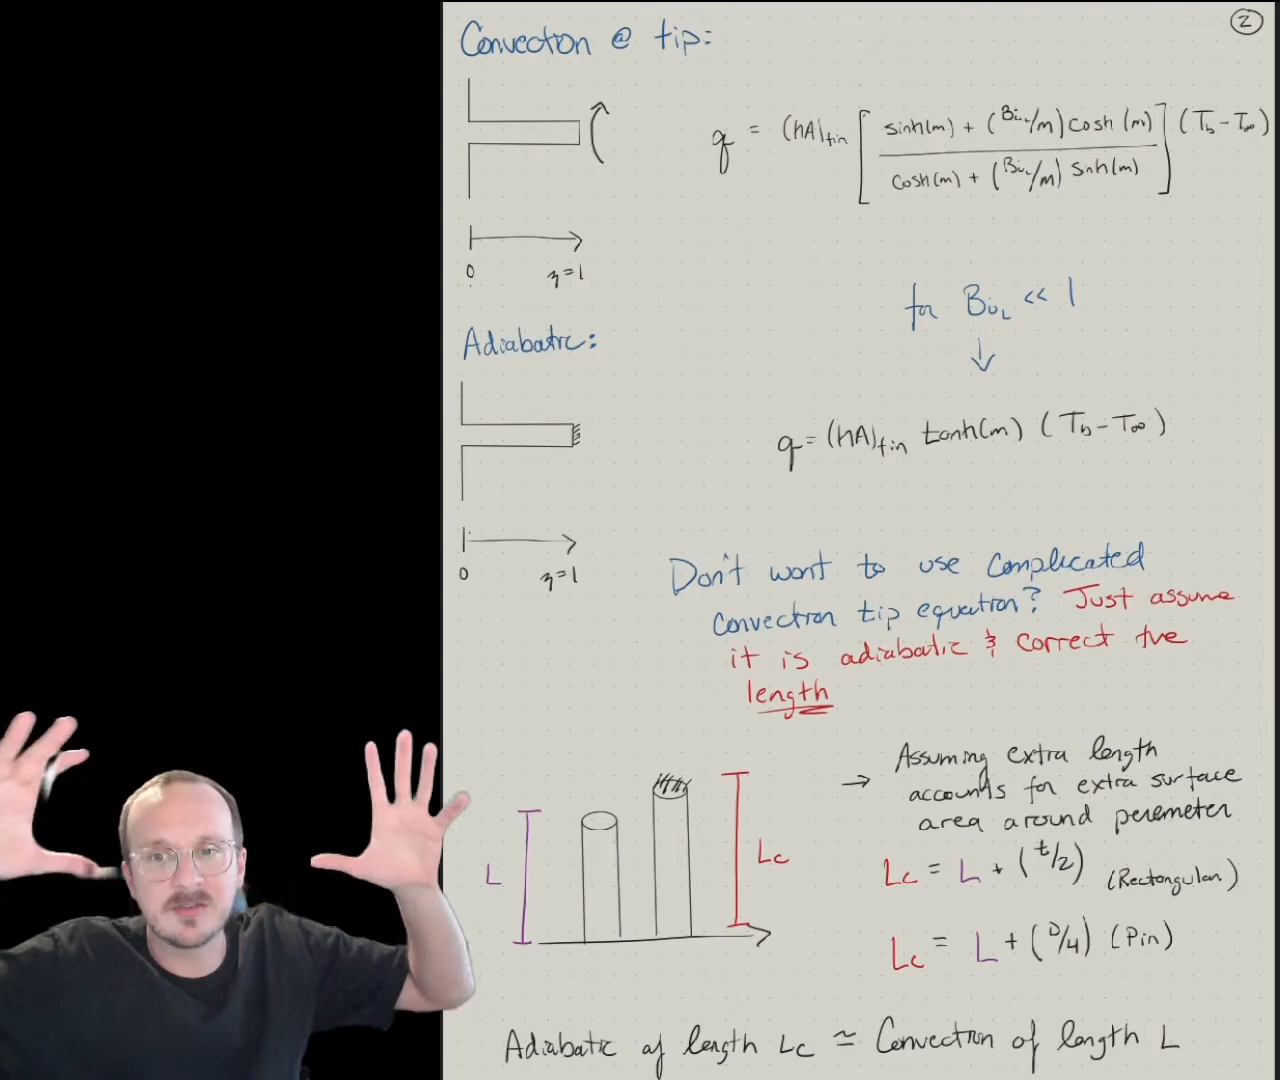 2
Convection @ tip:
q = (hA)fin [ sinh(m) + (BiL/m) cosh(m) / cosh(m) + (BiL/m) sinh(m) ] (Tb - T∞)
0 η=1
for BiL << 1
↓
Adiabatic:
q = (hA)fin tanh(m) (Tb - T∞)
0 η=1
Don't want to use complicated
convection tip equation? Just assume
it is adiabatic & correct the
length
L
Lc
→ Assuming extra length
accounts for extra surface
area around peremeter
Lc = L + (t/2) (Rectangular)
Lc = L + (D/4) (Pin)
Adiabatic of length Lc ≃ Convection of length L